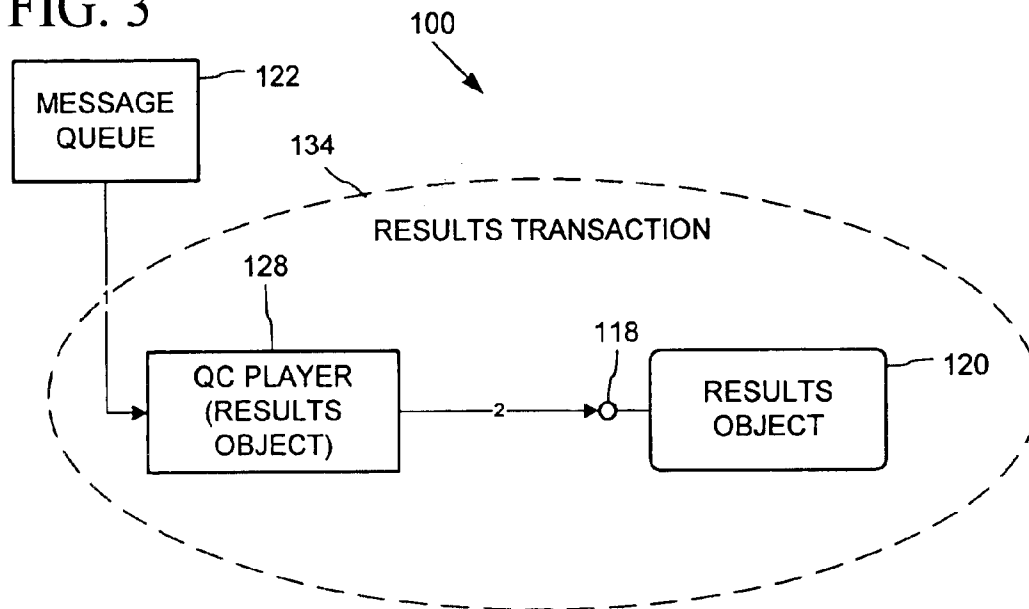 FIG. 3
100
122
MESSAGE
QUEUE
134
RESULTS TRANSACTION
128
118
120
QC PLAYER
(RESULTS
OBJECT)
2
RESULTS
OBJECT